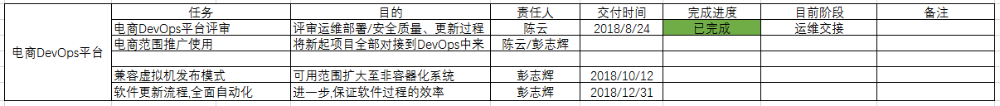 任务 目的 责任人 交付时间 完成进度 目前阶段 备注
电商DevOps平台
电商DevOps平台评审 评审运维部署/安全质量、更新过程 陈云 2018/8/24 已完成 运维交接
电商范围推广使用 将新起项目全部对接到DevOps中来 陈云/彭志辉
兼容虚拟机发布模式 可用范围扩大至非容器化系统 彭志辉 2018/10/12
软件更新流程,全面自动化 进一步,保证软件过程的效率 彭志辉 2018/12/31